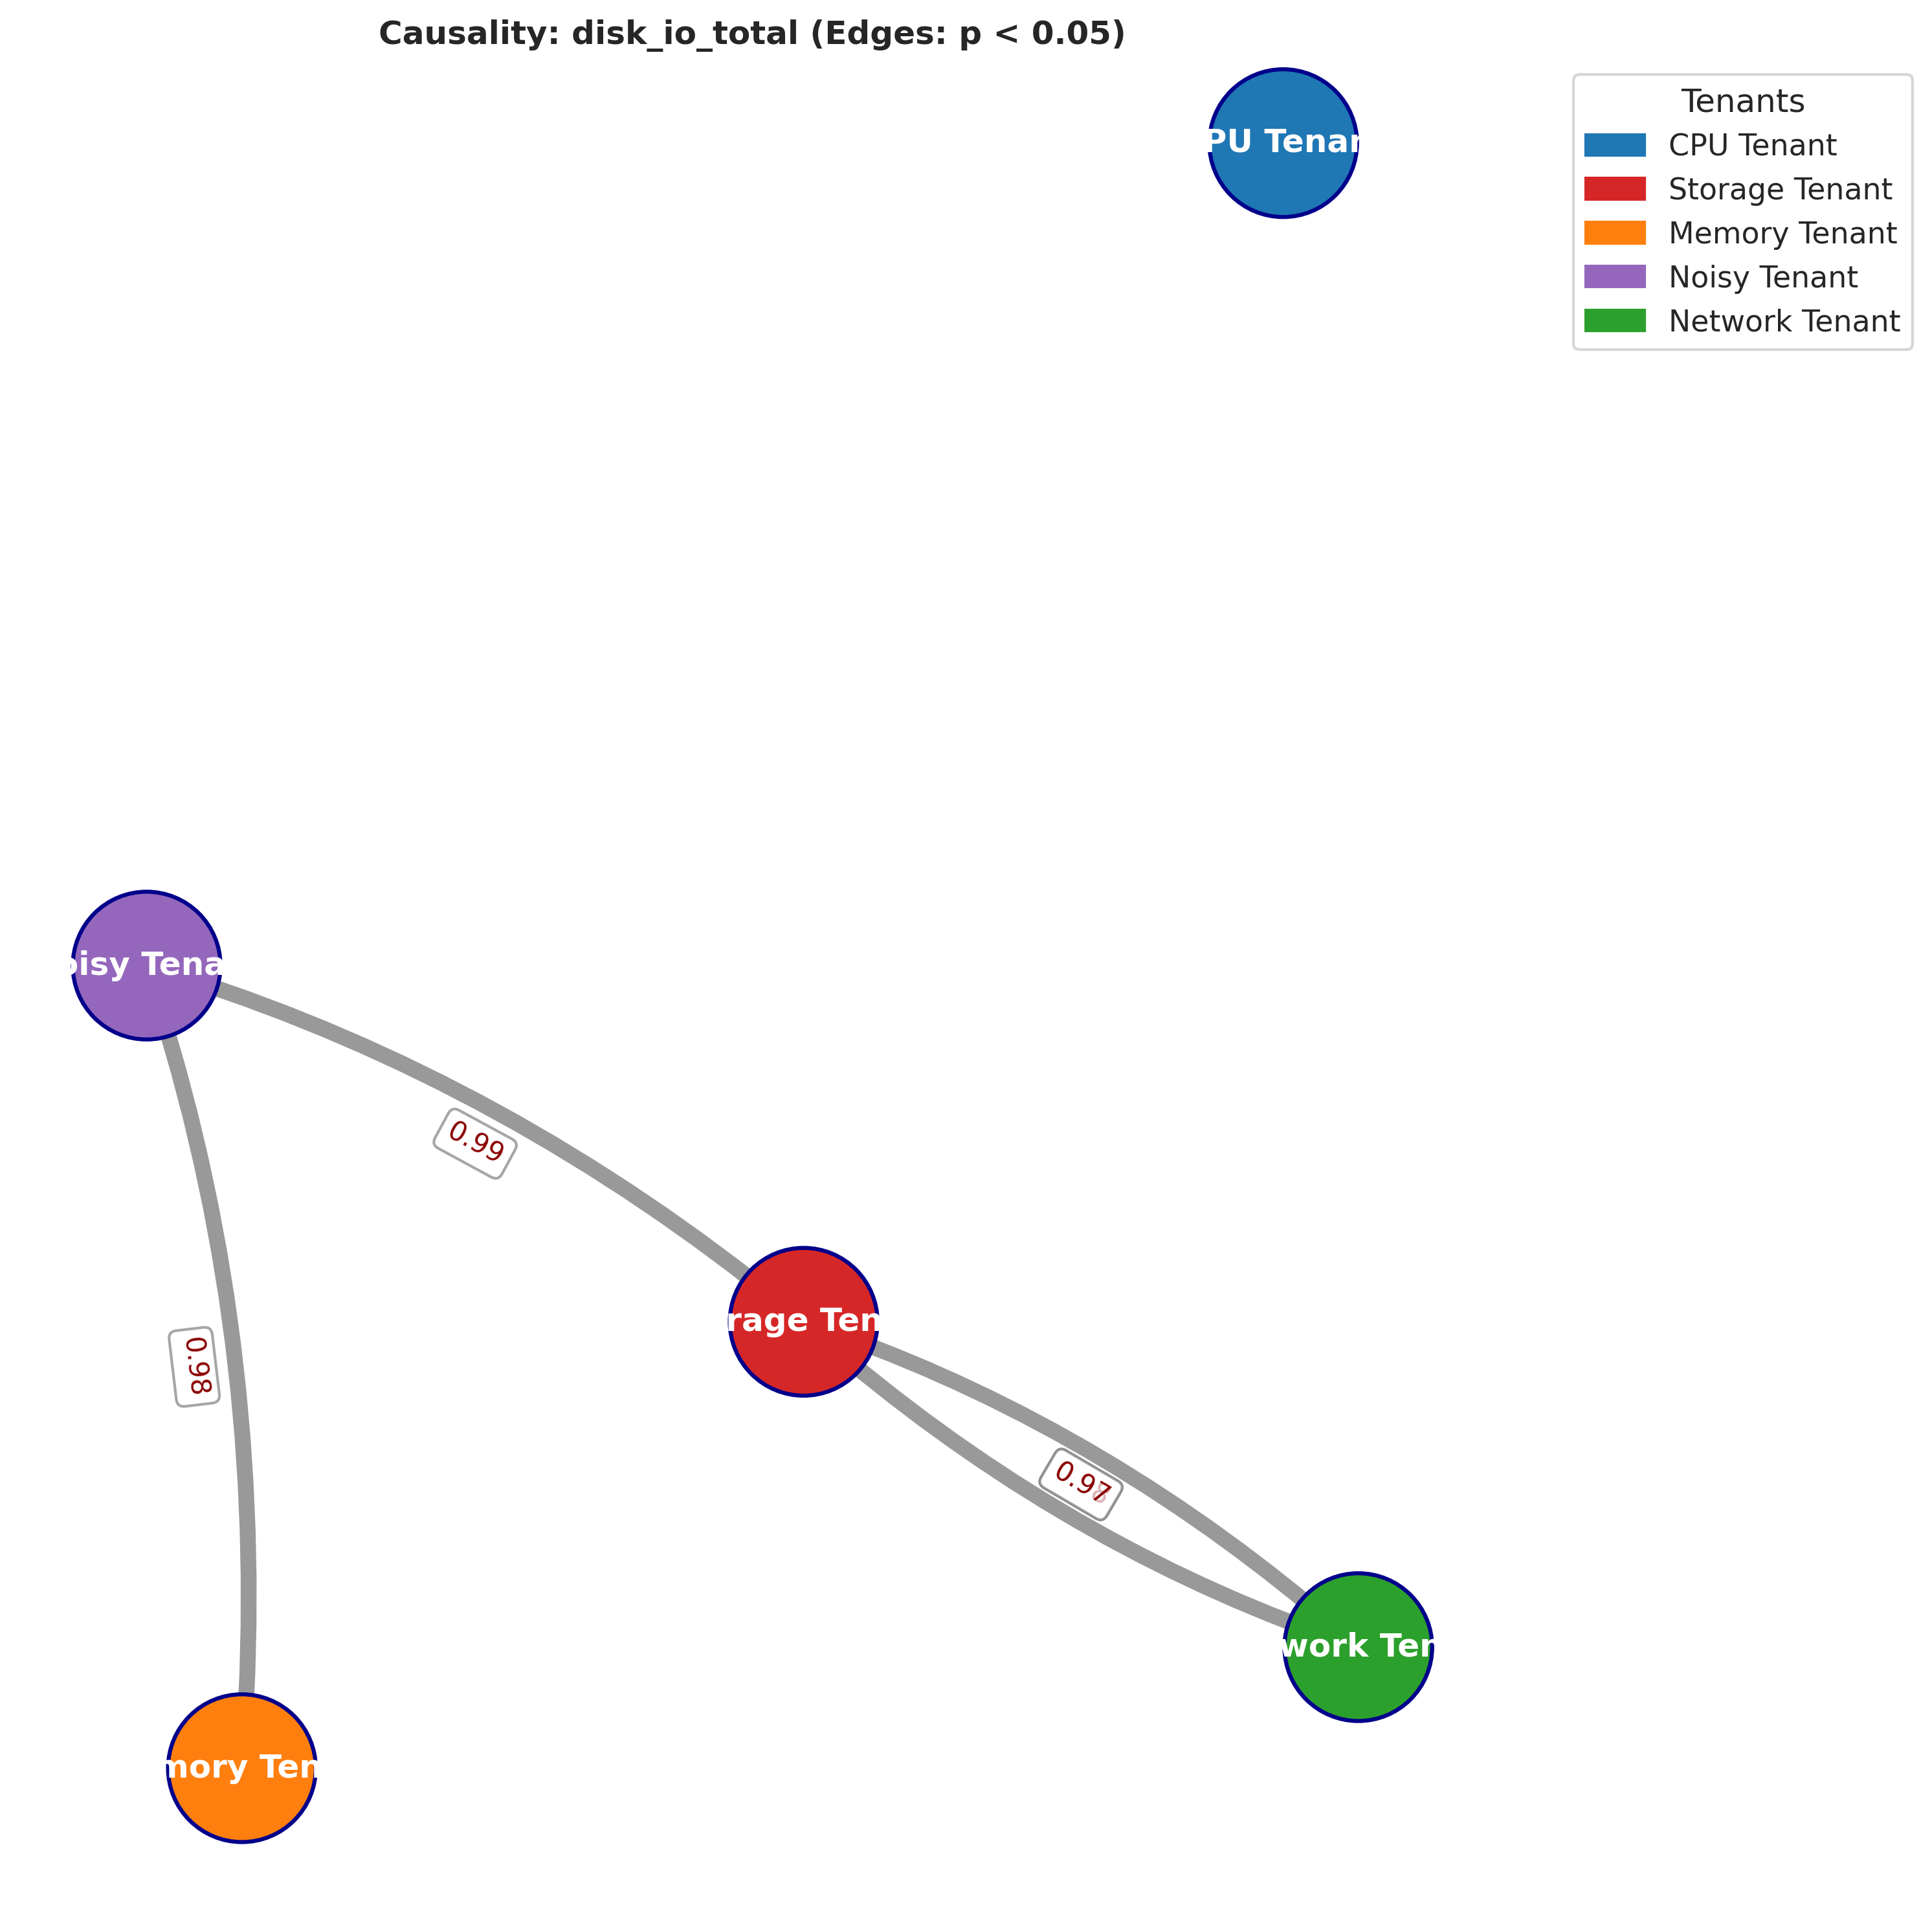 Causality: disk_io_total (Edges: p < 0.05)
PU Tenan
Tenants
CPU Tenant
Storage Tenant
Memory Tenant
Noisy Tenant
Network Tenant
oisy Tena
0.99
rage Ten
0.98
0.97
work Ter
mory Ten